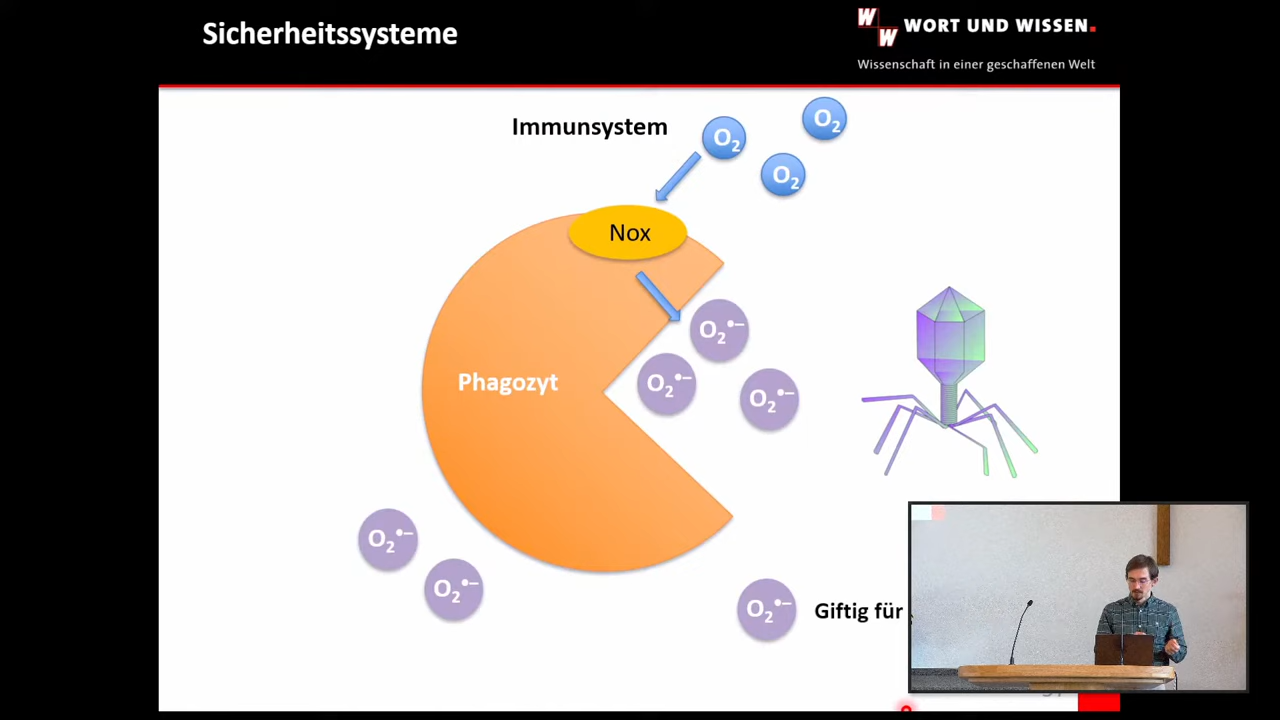 Sicherheitssysteme
WW WORT UND WISSEN.
Wissenschaft in einer geschaffenen Welt
Immunsystem
O₂
O₂
O₂
Nox
O₂•–
O₂•–
O₂•–
Phagozyt
O₂•–
O₂•–
O₂•–
Giftig für